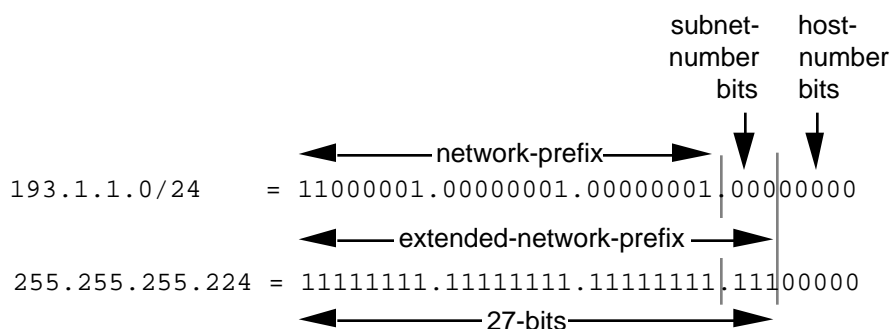 subnet- host-
number number
bits bits
network-prefix
193.1.1.0/24 = 11000001.00000001.00000001.00000000
extended-network-prefix
255.255.255.224 = 11111111.11111111.11111111.11100000
27-bits